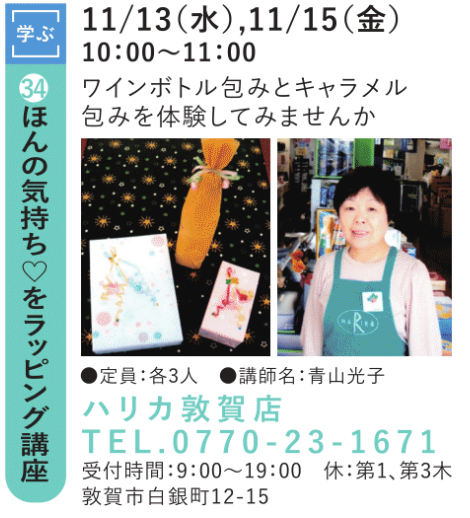 学ぶ
㉞ほんの気持ち♡をラッピング講座
11/13(水),11/15(金)
10:00～11:00
ワインボトル包みとキャラメル
包みを体験してみませんか
●定員:各3人　●講師名:青山光子
ハリカ敦賀店
TEL.0770-23-1671
受付時間:9:00～19:00　休:第1、第3木
敦賀市白銀町12-15